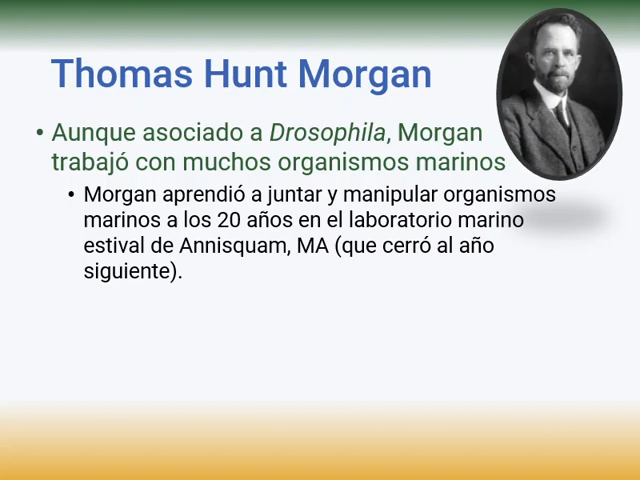 Thomas Hunt Morgan
• Aunque asociado a Drosophila, Morgan
trabajó con muchos organismos marinos
• Morgan aprendió a juntar y manipular organismos
marinos a los 20 años en el laboratorio marino
estival de Annisquam, MA (que cerró al año
siguiente).